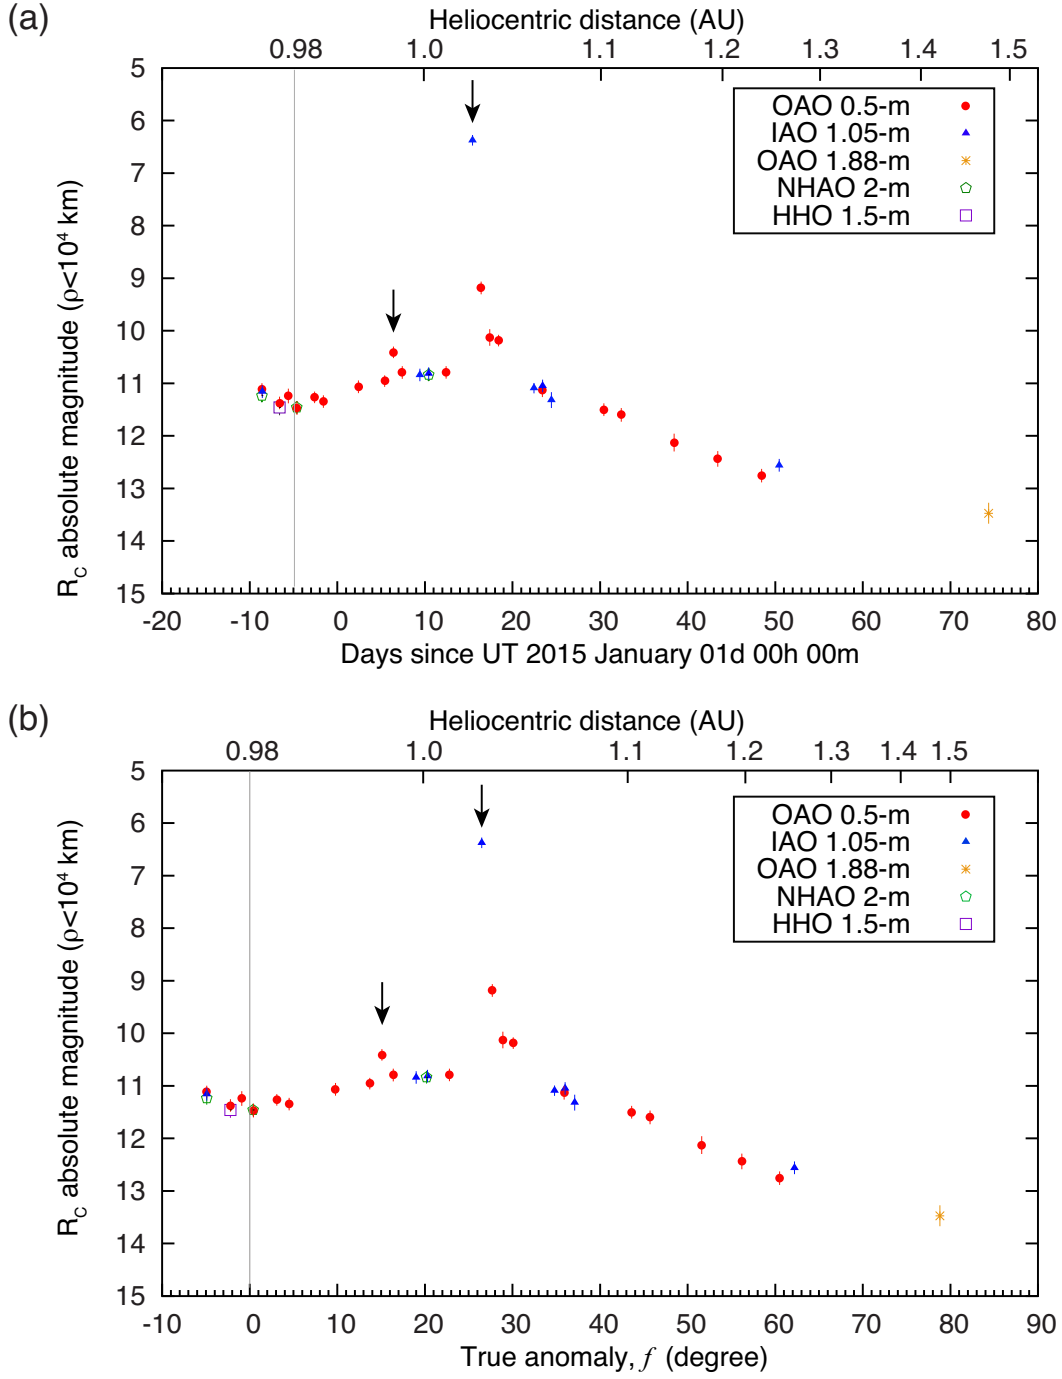 (a)
Heliocentric distance (AU)
0.98 1.0 1.1 1.2 1.3 1.4 1.5
5
6
7
8
9
10
11
12
13
14
15
R_C absolute magnitude (ρ<10⁴ km)
OAO 0.5-m
IAO 1.05-m
OAO 1.88-m
NHAO 2-m
HHO 1.5-m
-20 -10 0 10 20 30 40 50 60 70 80
Days since UT 2015 January 01d 00h 00m
(b)
Heliocentric distance (AU)
0.98 1.0 1.1 1.2 1.3 1.4 1.5
5
6
7
8
9
10
11
12
13
14
15
R_C absolute magnitude (ρ<10⁴ km)
OAO 0.5-m
IAO 1.05-m
OAO 1.88-m
NHAO 2-m
HHO 1.5-m
-10 0 10 20 30 40 50 60 70 80 90
True anomaly, f (degree)